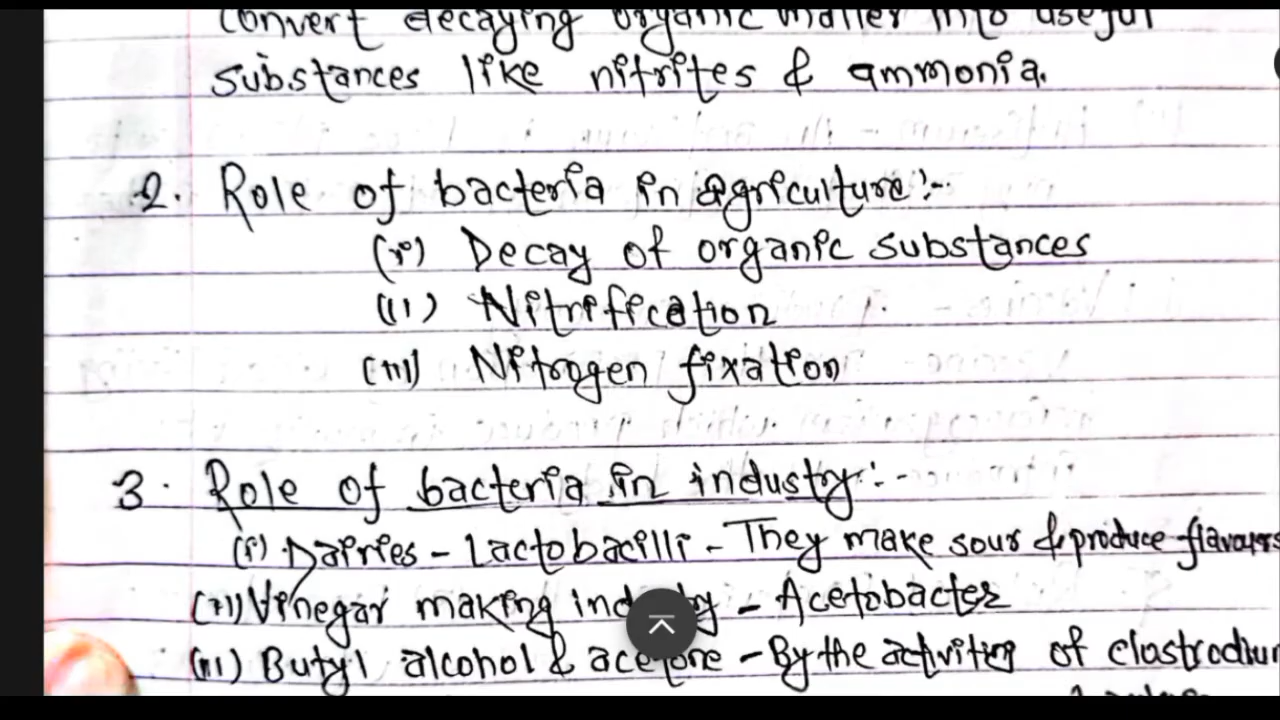 convert decaying organic matter into useful
substances like nitrites & ammonia.
2. Role of bacteria in agriculture:-
(i) Decay of organic substances
(ii) Nitrification
(iii) Nitrogen fixation
3. Role of bacteria in industry:-
(i) Dairies - Lactobacilli - They make sour & produce flavours
(ii) Vinegar making industry - Acetobacter
(iii) Butyl alcohol & acetone - By the activities of clastrodium